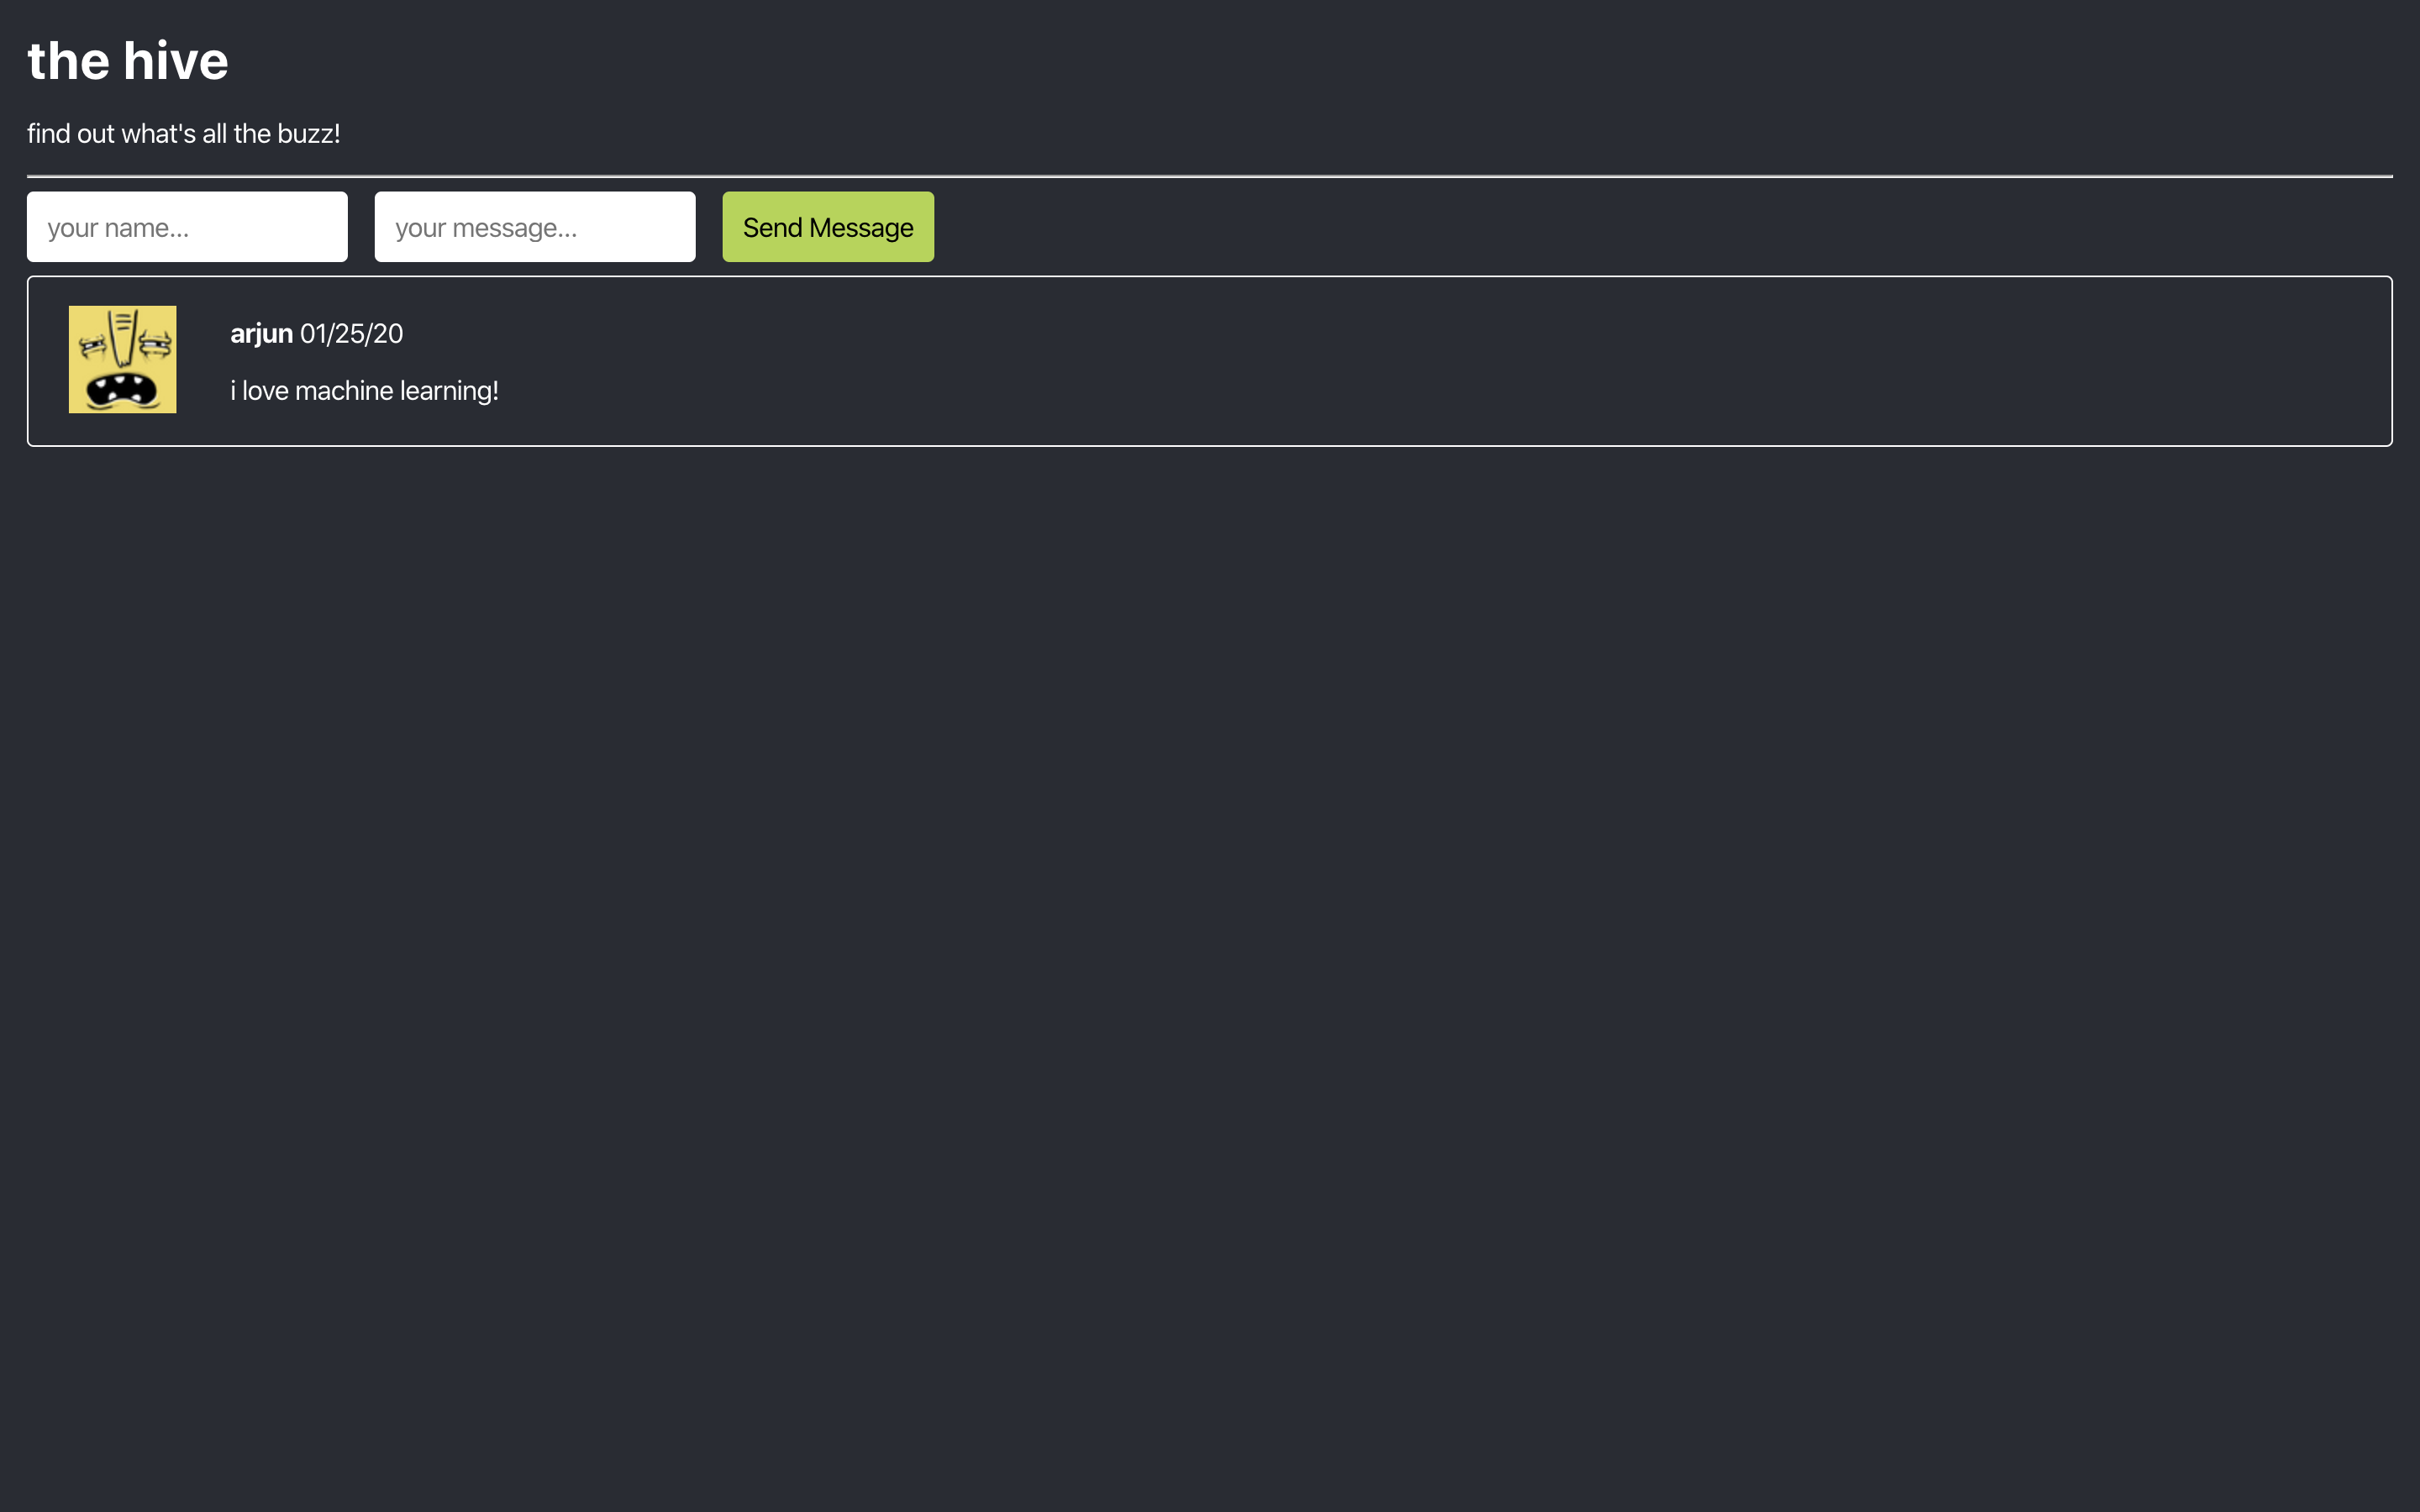 the hive
find out what's all the buzz!
your name...
your message...
Send Message
arjun 01/25/20
i love machine learning!